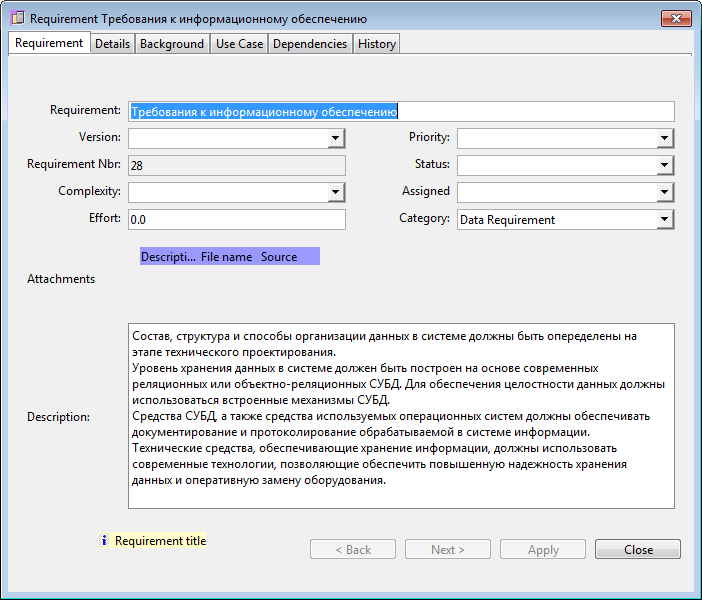 Requirement Требования к информационному обеспечению
Requirement Details Background Use Case Dependencies History
Requirement: Требования к информационному обеспечению
Version: Priority:
Requirement Nbr: 28 Status:
Complexity: Assigned
Effort: 0.0 Category: Data Requirement
Descripti... File name Source
Attachments
Состав, структура и способы организации данных в системе должны быть опеределены на
этапе технического проектирования.
Уровень хранения данных в системе должен быть построен на основе современных
реляционных или объектно-реляционных СУБД. Для обеспечения целостности данных должны
использоваться встроенные механизмы СУБД.
Средства СУБД, а также средства используемых операционных систем должны обеспечивать
Description: документирование и протоколирование обрабатываемой в системе информации.
Технические средства, обеспечивающие хранение информации, должны использовать
современные технологии, позволяющие обеспечить повышенную надежность хранения
данных и оперативную замену оборудования.
i Requirement title
< Back Next > Apply Close